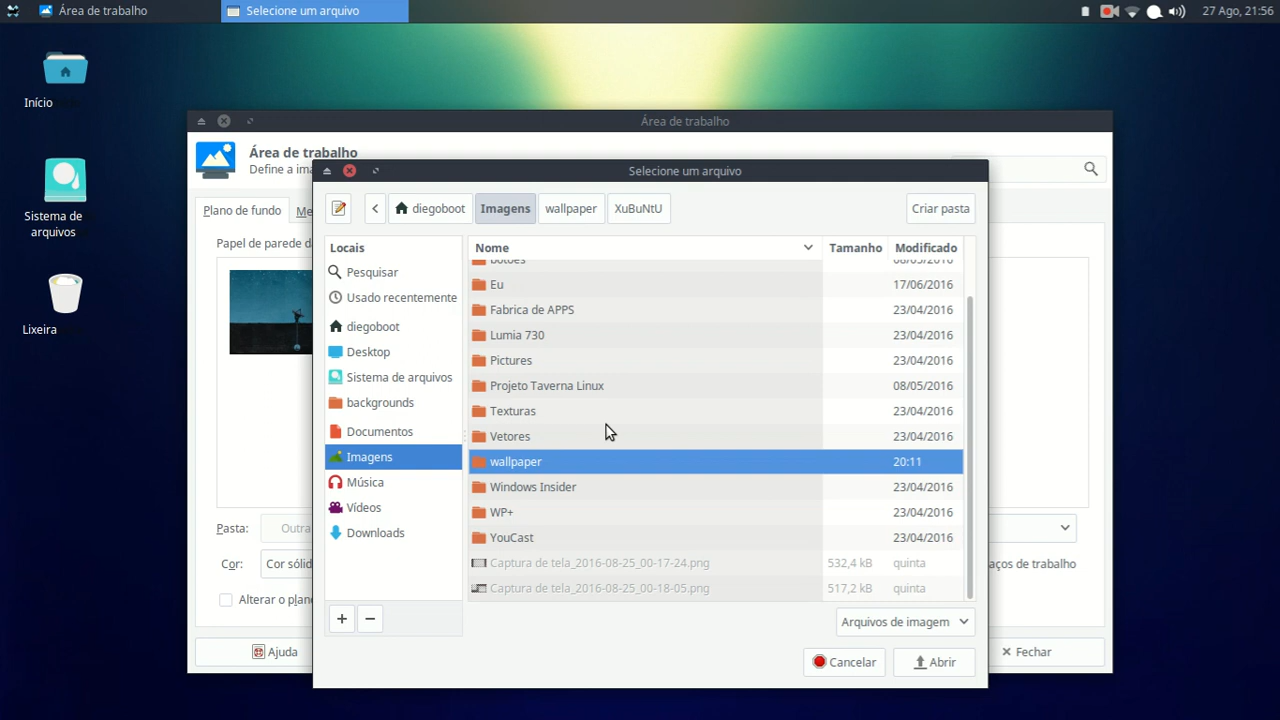 Área de trabalho
Selecione um arquivo
27 Ago, 21:56
Início
Sistema de
arquivos
Lixeira
Área de trabalho
Área de trabalho
Define a ima
Plano de fundo
Me
Papel de parede da
Pasta:
Outra
Cor:
Cor sólid
aços de trabalho
Alterar o plano
Ajuda
Fechar
Selecione um arquivo
diegoboot
Imagens
wallpaper
XuBuNtU
Criar pasta
Locais
Pesquisar
Usado recentemente
diegoboot
Desktop
Sistema de arquivos
backgrounds
Documentos
Imagens
Música
Vídeos
Downloads
Nome Tamanho Modificado
botões 08/05/2016
Eu 17/06/2016
Fabrica de APPS 23/04/2016
Lumia 730 23/04/2016
Pictures 23/04/2016
Projeto Taverna Linux 08/05/2016
Texturas 23/04/2016
Vetores 23/04/2016
wallpaper 20:11
Windows Insider 23/04/2016
WP+ 23/04/2016
YouCast 23/04/2016
Captura de tela_2016-08-25_00-17-24.png 532,4 kB quinta
Captura de tela_2016-08-25_00-18-05.png 517,2 kB quinta
Arquivos de imagem
Cancelar
Abrir